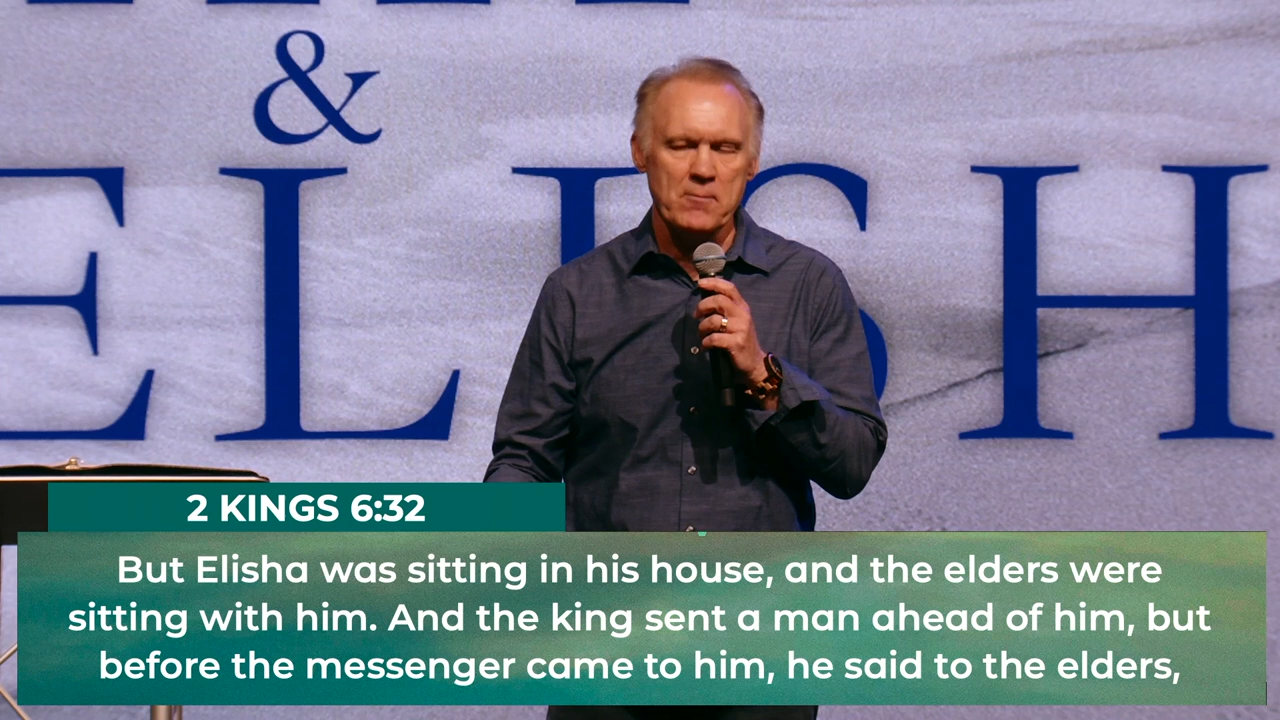 &
ELISH
2 KINGS 6:32
But Elisha was sitting in his house, and the elders were
sitting with him. And the king sent a man ahead of him, but
before the messenger came to him, he said to the elders,